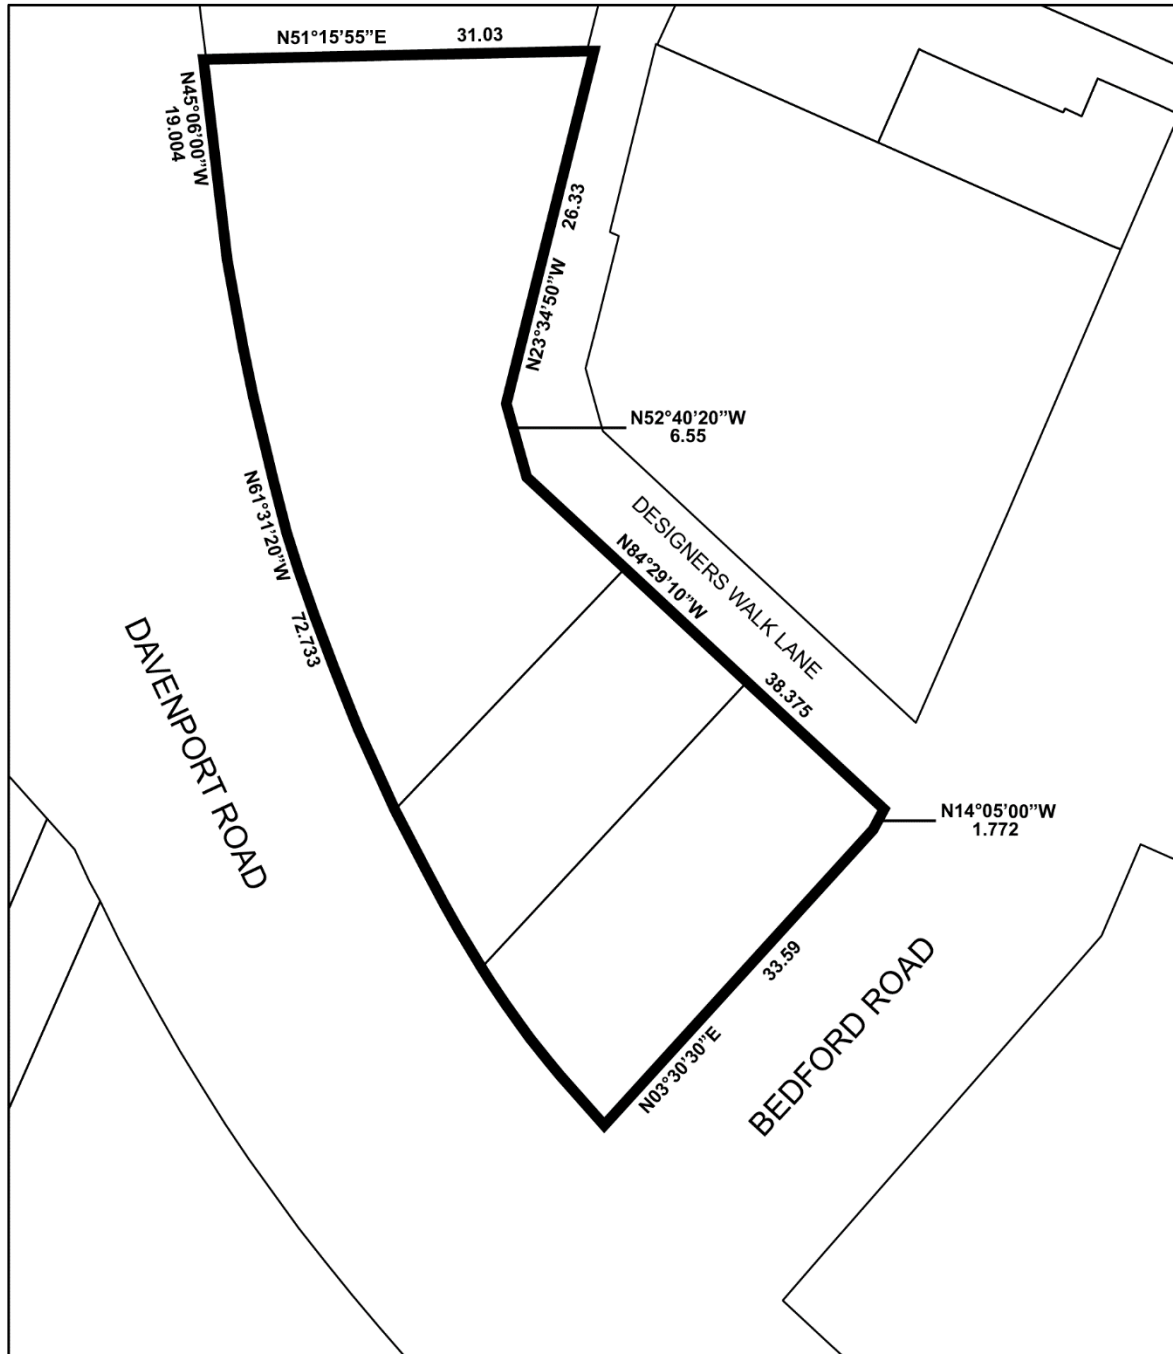 N51°15’55”E 31.03
N45°06’00”W
19.004
26.33
N23°34’50”W
N52°40’20”W
6.55
N61°31’20”W 72.733
DESIGNERS WALK LANE
N84°29’10”W 38.375
DAVENPORT ROAD
N14°05’00”W
1.772
N03°30’30”E 33.59
BEDFORD ROAD